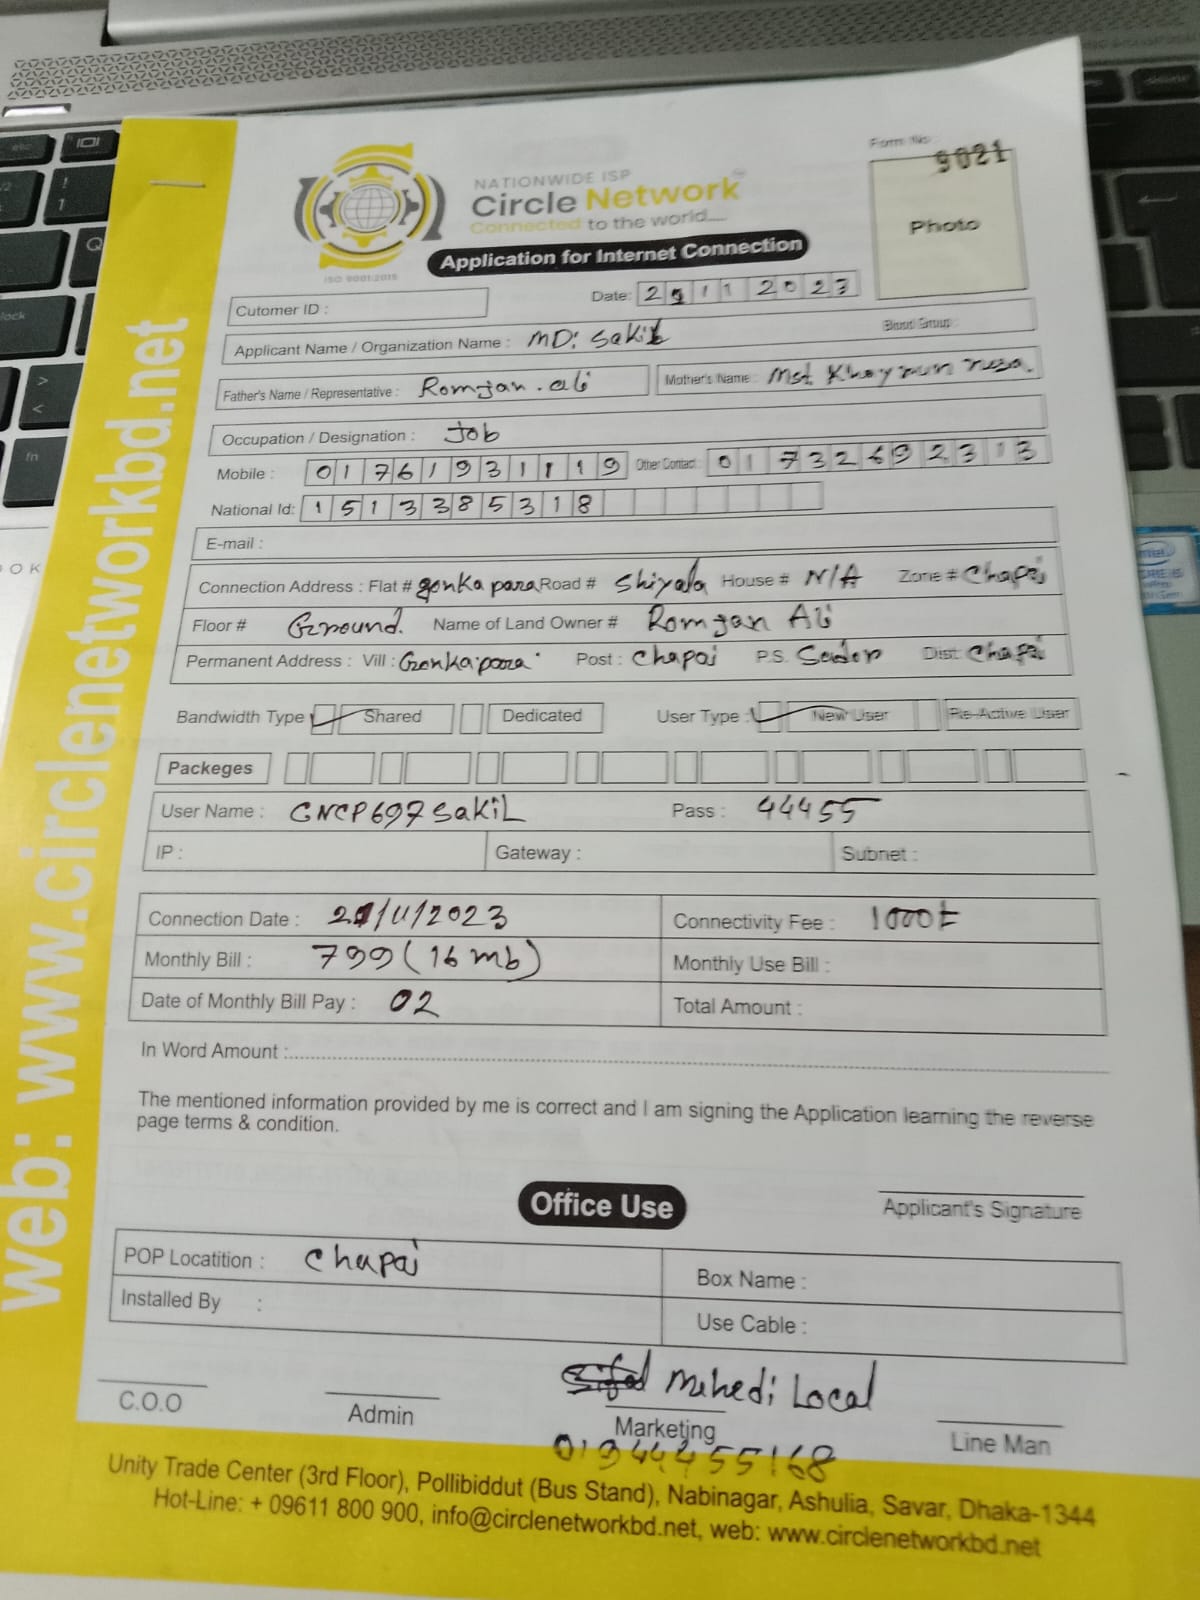 Form No
9021
NATIONWIDE ISP
Circle Network
Connected to the world.....
ISO 9001:2015
Photo
Application for Internet Connection
Date: 2 9 1 1 2 0 2 3
Cutomer ID :
Applicant Name / Organization Name : MD: Sakib Blood Group :
Father's Name / Representative : Romjan. ali Mother's Name : Mst. Khaymun nesa.
Occupation / Designation : Job
Mobile : 0 1 7 6 1 9 3 1 1 1 9 Other Contact : 0 1 7 3 2 6 9 2 3 1 3
National Id: 1 5 1 3 3 8 5 3 1 8
E-mail :
Connection Address : Flat # gonka para Road # Shiyala House # N/A Zone # Chapai
Floor # Ground. Name of Land Owner # Romjan Ali
Permanent Address : Vill : Gonka para Post : Chapai P.S. Sador Dist: Chapai
Bandwidth Type Shared Dedicated User Type : New User Re-Active User
Packeges
User Name : CNCP697SakiL Pass : 44455
IP : Gateway : Subnet :
Connection Date : /11/2023 Connectivity Fee : 1000
Monthly Bill : 799 (16 mb) Monthly Use Bill :
Date of Monthly Bill Pay : 02 Total Amount :
In Word Amount :
The mentioned information provided by me is correct and I am signing the Application learning the reverse
page terms & condition.
Applicant's Signature
Office Use
POP Locatition : Chapai Box Name :
Installed By : Use Cable :
Mehedi Local
C.O.O Admin Marketing Line Man
01944455168
Unity Trade Center (3rd Floor), Pollibiddut (Bus Stand), Nabinagar, Ashulia, Savar, Dhaka-1344
Hot-Line: + 09611 800 900, info@circlenetworkbd.net, web: www.circlenetworkbd.net
web: www.circlenetworkbd.net